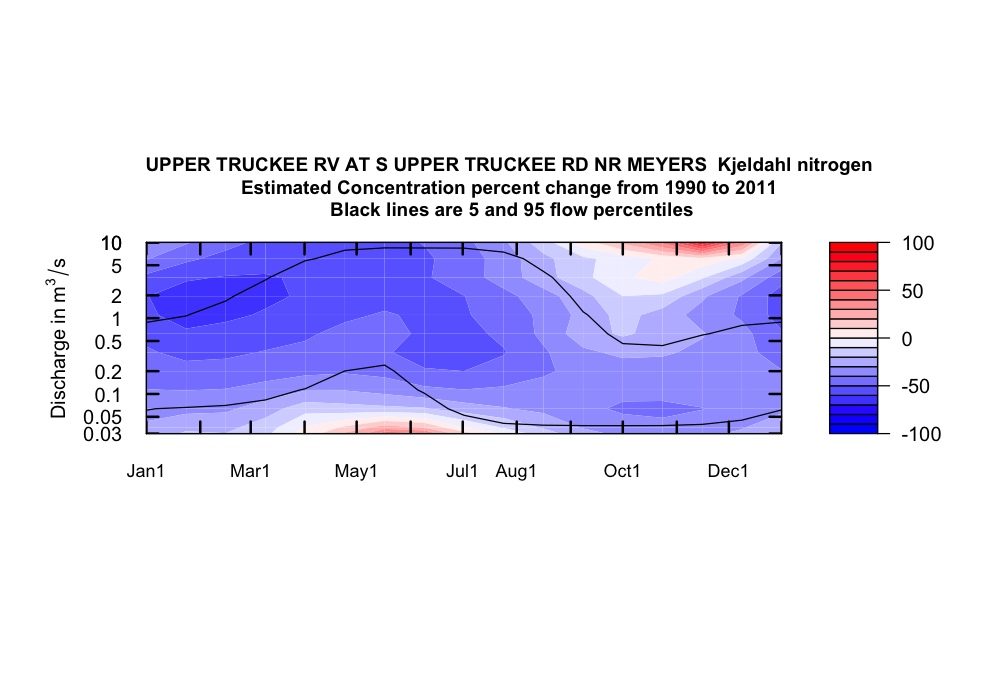 UPPER TRUCKEE RV AT S UPPER TRUCKEE RD NR MEYERS  Kjeldahl nitrogen
Estimated Concentration percent change from 1990 to 2011
Black lines are 5 and 95 flow percentiles
Discharge in m³/s
10
5
2
1
0.5
0.2
0.1
0.05
0.03
Jan1 Mar1 May1 Jul1 Aug1 Oct1 Dec1
100
50
0
-50
-100